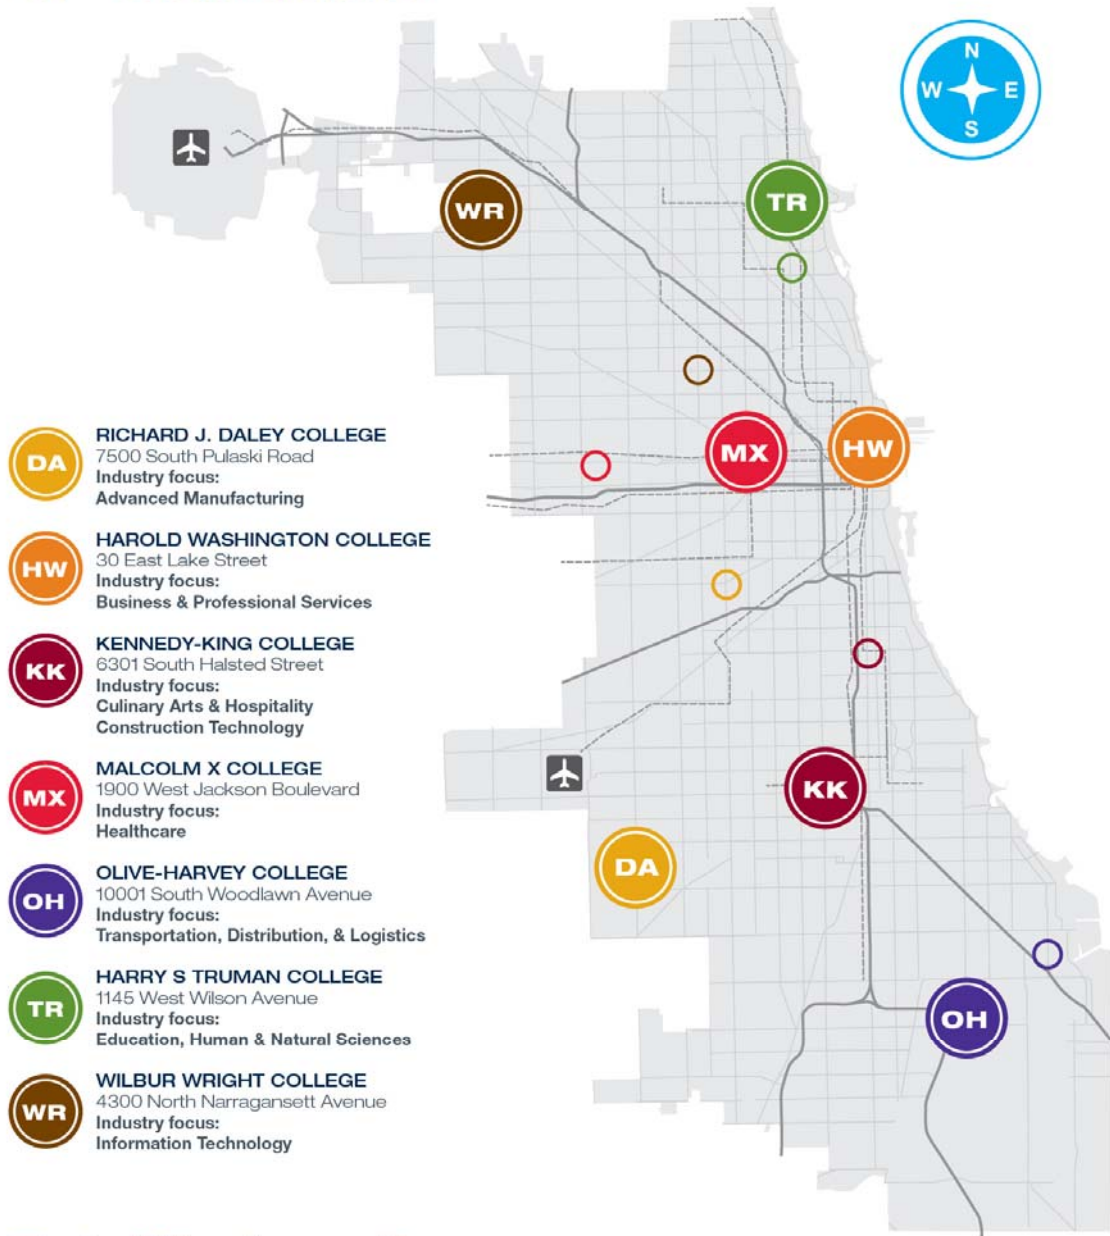 N
W E
S
WR
TR
MX
HW
KK
DA
OH
DA
RICHARD J. DALEY COLLEGE
7500 South Pulaski Road
Industry focus:
Advanced Manufacturing
HW
HAROLD WASHINGTON COLLEGE
30 East Lake Street
Industry focus:
Business & Professional Services
KK
KENNEDY-KING COLLEGE
6301 South Halsted Street
Industry focus:
Culinary Arts & Hospitality
Construction Technology
MX
MALCOLM X COLLEGE
1900 West Jackson Boulevard
Industry focus:
Healthcare
OH
OLIVE-HARVEY COLLEGE
10001 South Woodlawn Avenue
Industry focus:
Transportation, Distribution, & Logistics
TR
HARRY S TRUMAN COLLEGE
1145 West Wilson Avenue
Industry focus:
Education, Human & Natural Sciences
WR
WILBUR WRIGHT COLLEGE
4300 North Narragansett Avenue
Industry focus:
Information Technology